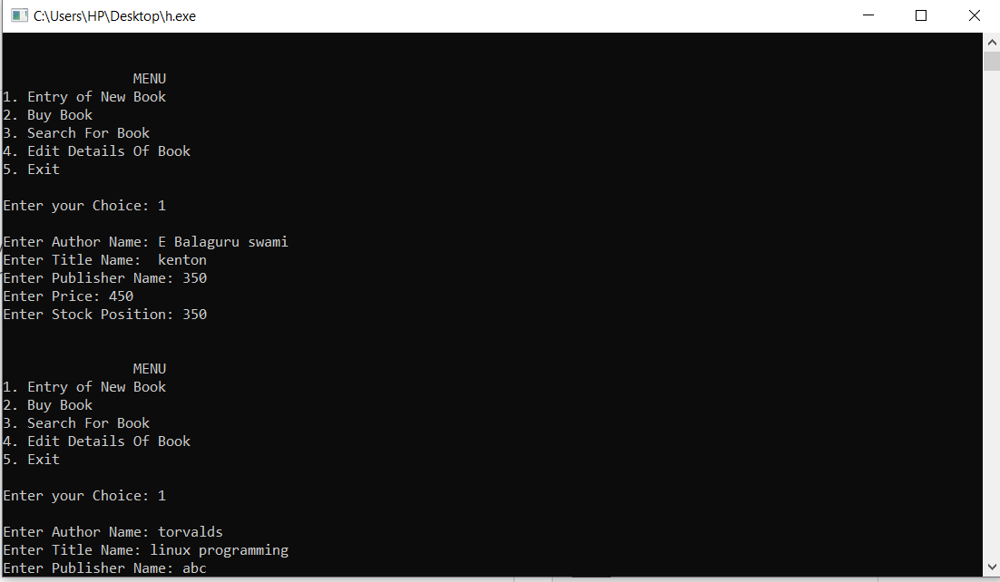 C:\Users\HP\Desktop\h.exe
MENU
1. Entry of New Book
2. Buy Book
3. Search For Book
4. Edit Details Of Book
5. Exit
Enter your Choice: 1
Enter Author Name: E Balaguru swami
Enter Title Name:  kenton
Enter Publisher Name: 350
Enter Price: 450
Enter Stock Position: 350
MENU
1. Entry of New Book
2. Buy Book
3. Search For Book
4. Edit Details Of Book
5. Exit
Enter your Choice: 1
Enter Author Name: torvalds
Enter Title Name: linux programming
Enter Publisher Name: abc